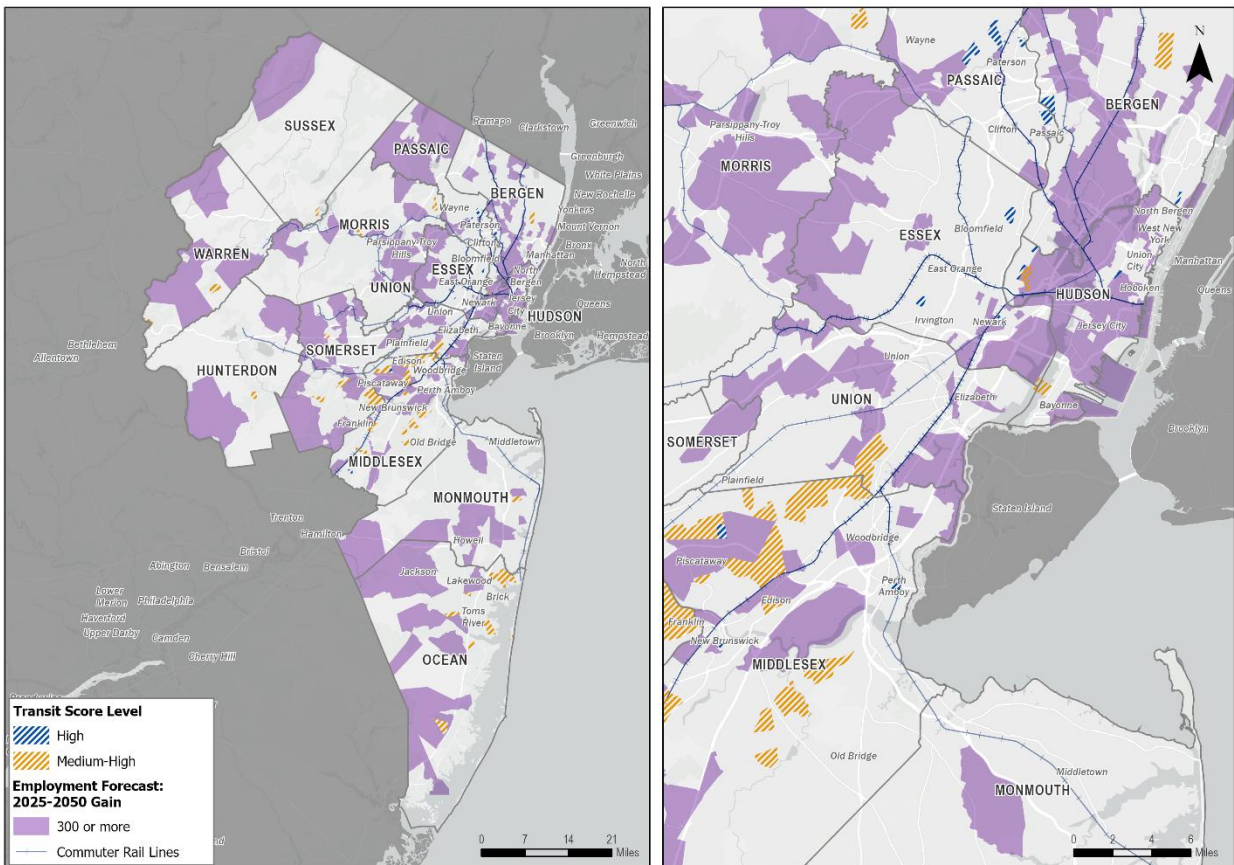 Ramapo
Clarkstown
Greenwich
SUSSEX
PASSAIC
Greenburgh
White Plains
BERGEN
New Rochelle
Wayne
Yonkers
MORRIS
Paterson
Mount Vernon
Parsippany-Troy
Hills
Clifton
Bronx
WARREN
Bloomfield
Manhattan
North
Hempstead
ESSEX
North
Bergen
East Orange
UNION
Newark
Jersey
City
Queens
Union
HUDSON
Bethlehem
Elizabeth
Bayonne
Brooklyn
Hempstead
Allentown
SOMERSET
Plainfield
Staten
Island
Edison
HUNTERDON
Woodbridge
Piscataway
Perth Amboy
New Brunswick
Franklin
Old Bridge
Middletown
MIDDLESEX
MONMOUTH
Trenton
Hamilton
Howell
Bristol
Abington
Bensalem
Jackson
Lakewood
Lower
Merion
Philadelphia
Brick
Haverford
Toms
River
Upper Darby
Camden
Cherry Hill
OCEAN
Transit Score Level
High
Medium-High
Employment Forecast:
2025-2050 Gain
300 or more
Commuter Rail Lines
0 7 14 21
Miles
N
Wayne
Paterson
PASSAIC
BERGEN
Parsippany-Troy
Hills
Clifton
Passaic
MORRIS
North Bergen
ESSEX
Bloomfield
West New
York
East Orange
Union
City
Manhattan
Hoboken
HUDSON
Queens
Irvington
Newark
Jersey City
Union
UNION
Elizabeth
Bayonne
SOMERSET
Brooklyn
Plainfield
Staten Island
Woodbridge
Piscataway
Perth
Amboy
Edison
Franklin
New Brunswick
MIDDLESEX
Old Bridge
Middletown
MONMOUTH
0 2 4 6
Miles